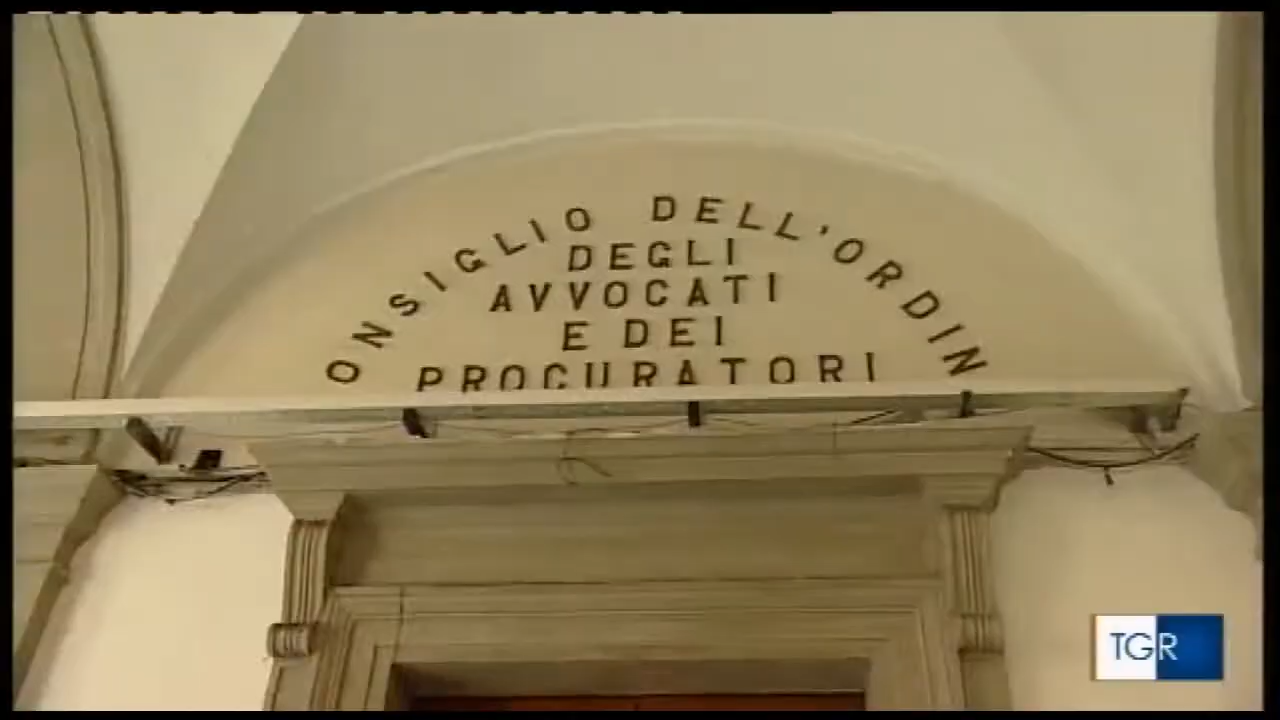 ONSIGLIO DELL'ORDIN
DEGLI
AVVOCATI
E DEI
PROCURATORI
TGR